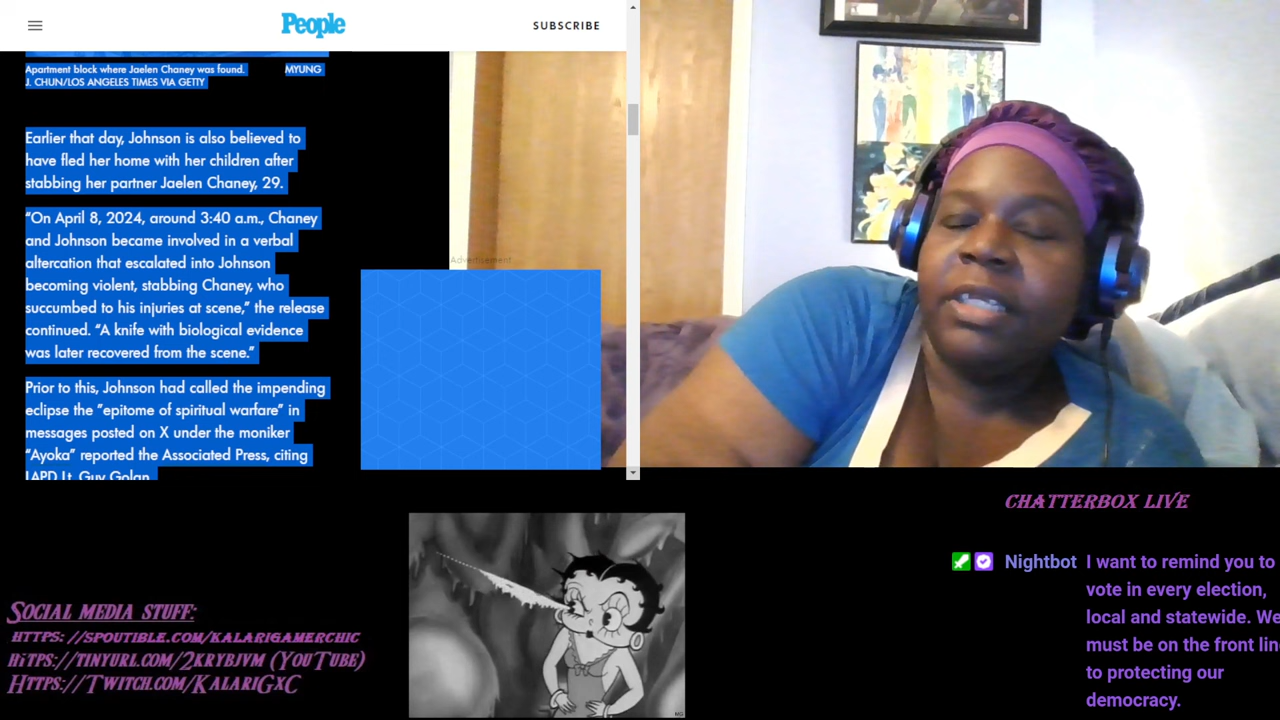 People
SUBSCRIBE
Apartment block where Jaelen Chaney was found. MYUNG
J. CHUN/LOS ANGELES TIMES VIA GETTY
Earlier that day, Johnson is also believed to
have fled her home with her children after
stabbing her partner Jaelen Chaney, 29.
“On April 8, 2024, around 3:40 a.m., Chaney
and Johnson became involved in a verbal
altercation that escalated into Johnson
becoming violent, stabbing Chaney, who
succumbed to his injuries at scene,” the release
continued. “A knife with biological evidence
was later recovered from the scene.”
Prior to this, Johnson had called the impending
eclipse the "epitome of spiritual warfare” in
messages posted on X under the moniker
“Ayoka” reported the Associated Press, citing
LAPD Lt. Guy Golan
Advertisement
SOCIAL MEDIA STUFF:
HTTPS://SPOUTIBLE.COM/KALARIGAMERCHIC
HTTPS://TINYURL.COM/2KRYBJVM (YOUTUBE)
HTTPS://TWITCH.COM/KALARIGXC
CHATTERBOX LIVE
Nightbot I want to remind you to
vote in every election,
local and statewide. We
must be on the front lin
to protecting our
democracy.